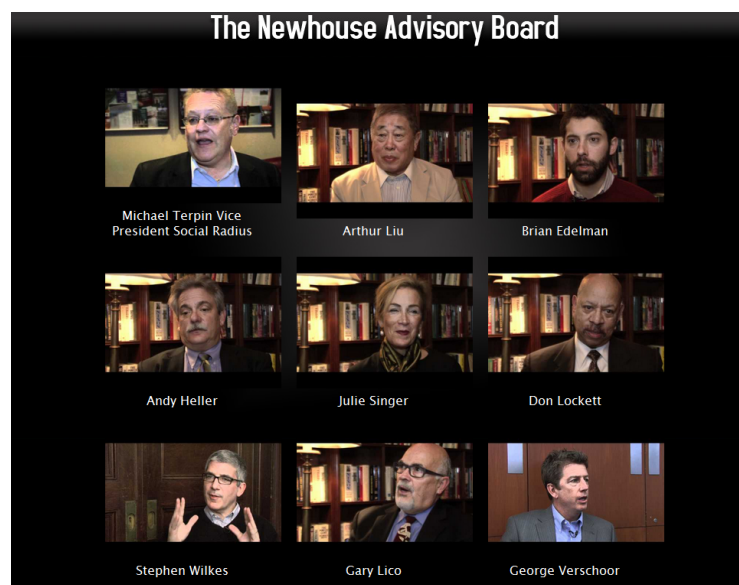 The Newhouse Advisory Board
Michael Terpin Vice
President Social Radius
Arthur Liu
Brian Edelman
Andy Heller
Julie Singer
Don Lockett
Stephen Wilkes
Gary Lico
George Verschoor